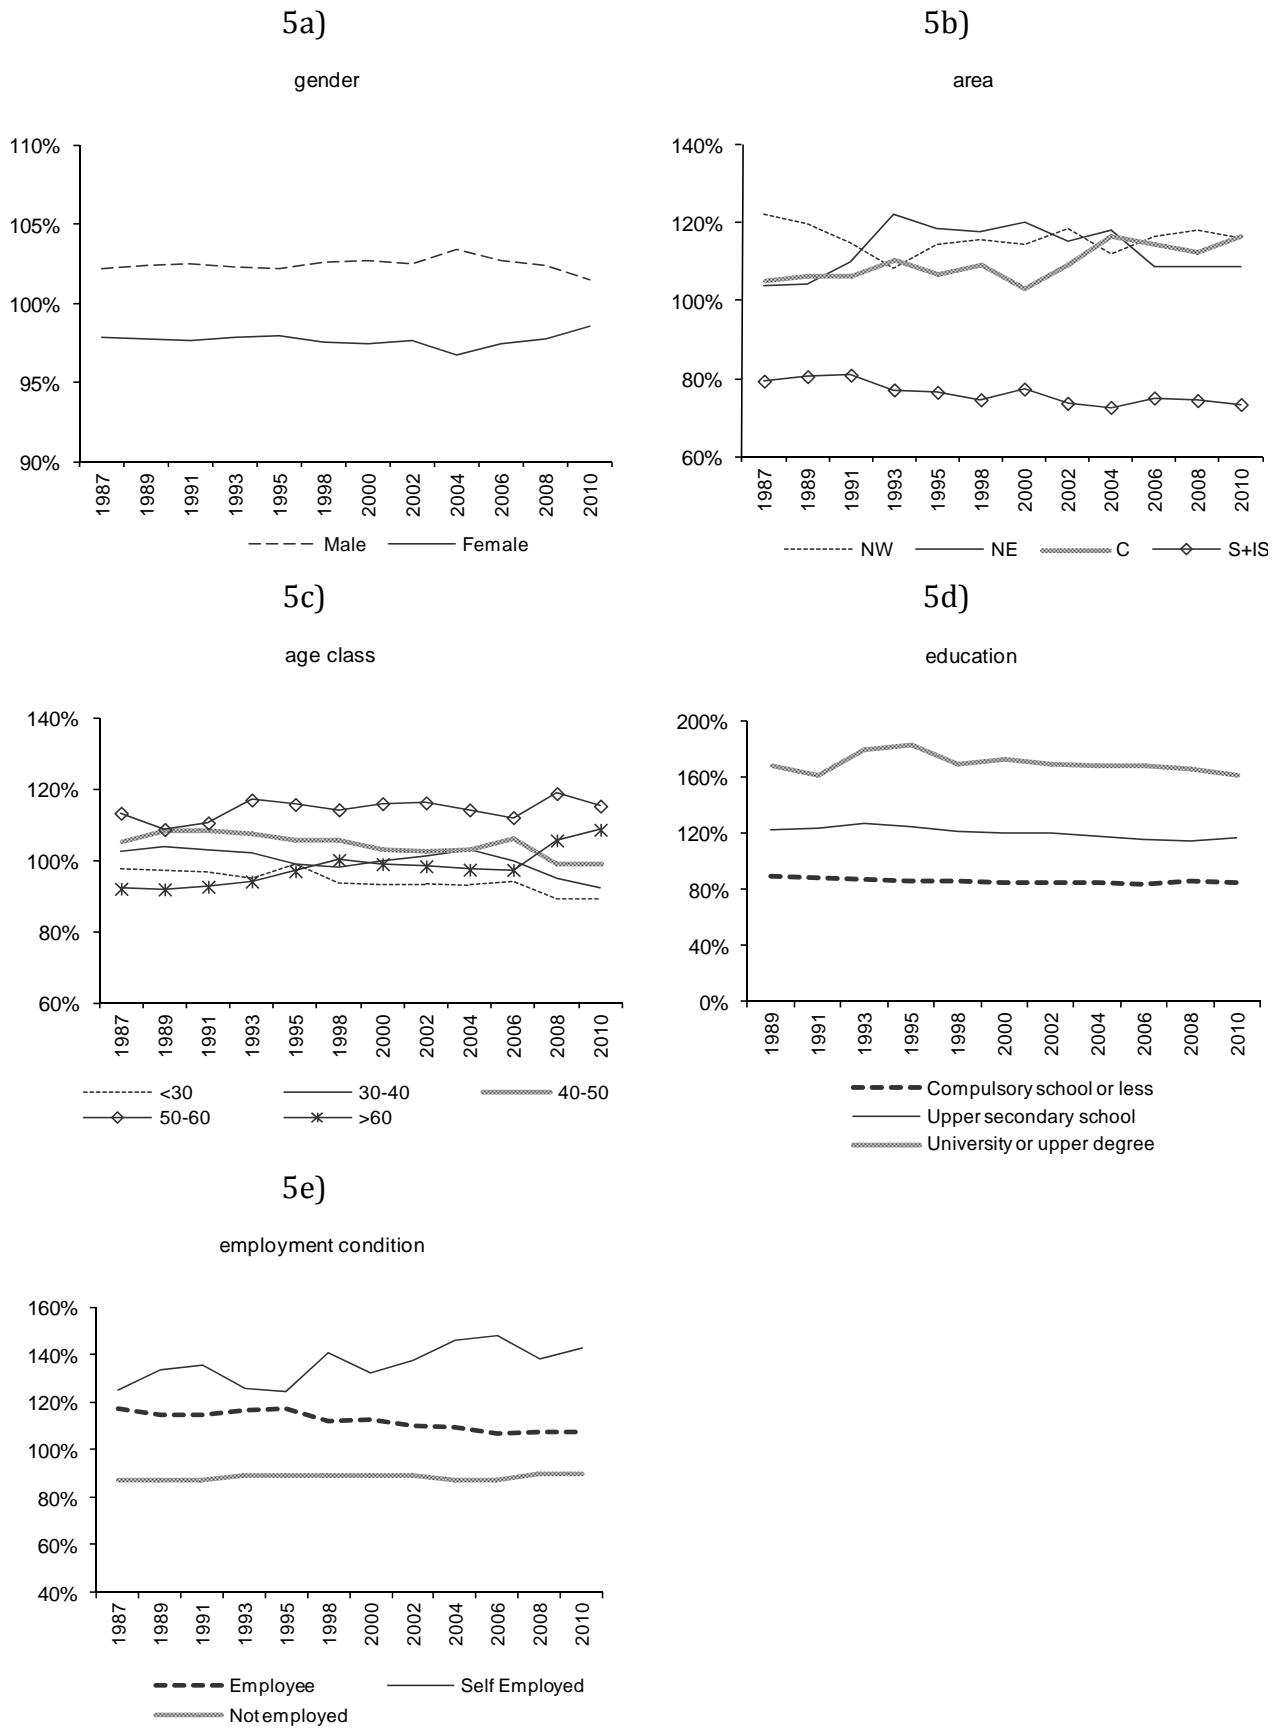 5a)
gender
110%
105%
100%
95%
90%
1987 1989 1991 1993 1995 1998 2000 2002 2004 2006 2008 2010
Male Female
5b)
area
140%
120%
100%
80%
60%
1987 1989 1991 1993 1995 1998 2000 2002 2004 2006 2008 2010
NW NE C S+IS
5c)
age class
140%
120%
100%
80%
60%
1987 1989 1991 1993 1995 1998 2000 2002 2004 2006 2008 2010
<30 30-40 40-50
50-60 >60
5d)
education
200%
160%
120%
80%
40%
0%
1989 1991 1993 1995 1998 2000 2002 2004 2006 2008 2010
Compulsory school or less
Upper secondary school
University or upper degree
5e)
employment condition
160%
140%
120%
100%
80%
60%
40%
1987 1989 1991 1993 1995 1998 2000 2002 2004 2006 2008 2010
Employee Self Employed
Not employed